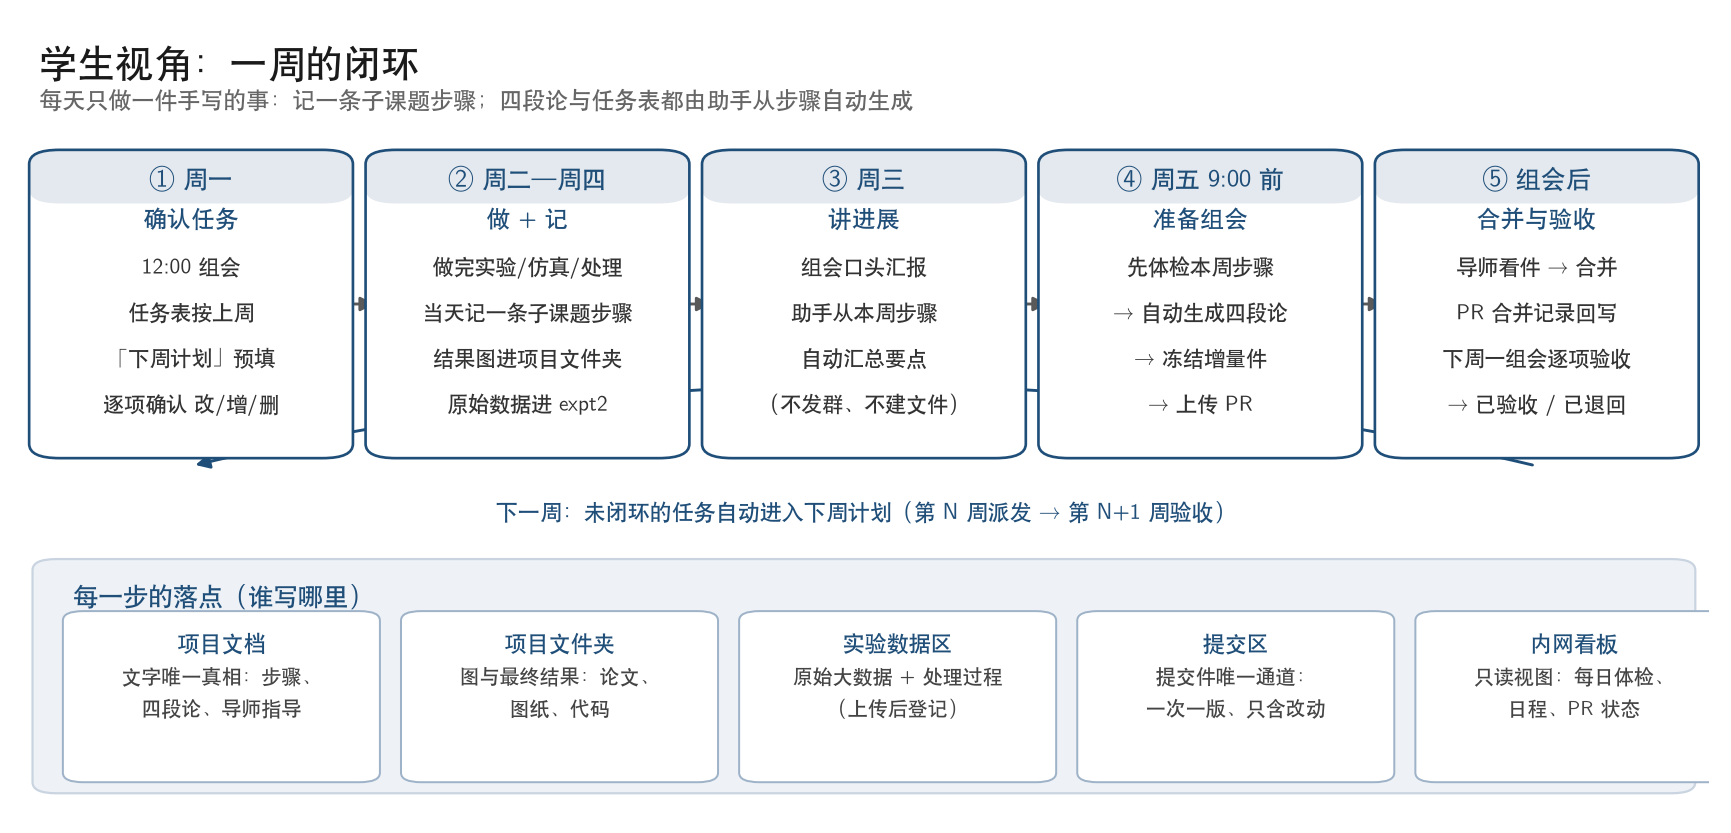 学生视角：一周的闭环
每天只做一件手写的事：记一条子课题步骤；四段论与任务表都由助手从步骤自动生成
① 周一
确认任务
12:00 组会
任务表按上周
「下周计划」预填
逐项确认 改/增/删
② 周二—周四
做 + 记
做完实验/仿真/处理
当天记一条子课题步骤
结果图进项目文件夹
原始数据进 expt2
③ 周三
讲进展
组会口头汇报
助手从本周步骤
自动汇总要点
（不发群、不建文件）
④ 周五 9:00 前
准备组会
先体检本周步骤
→ 自动生成四段论
→ 冻结增量件
→ 上传 PR
⑤ 组会后
合并与验收
导师看件 → 合并
PR 合并记录回写
下周一组会逐项验收
→ 已验收 / 已退回
下一周：未闭环的任务自动进入下周计划（第 N 周派发 → 第 N+1 周验收）
每一步的落点（谁写哪里）
项目文档
文字唯一真相：步骤、
四段论、导师指导
项目文件夹
图与最终结果：论文、
图纸、代码
实验数据区
原始大数据 + 处理过程
（上传后登记）
提交区
提交件唯一通道：
一次一版、只含改动
内网看板
只读视图：每日体检、
日程、PR 状态